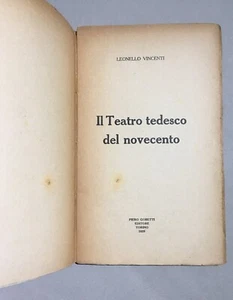 LEONELLO VINCENTI
Il Teatro tedesco
del novecento
PIERO GOBETTI
EDITORE
TORINO